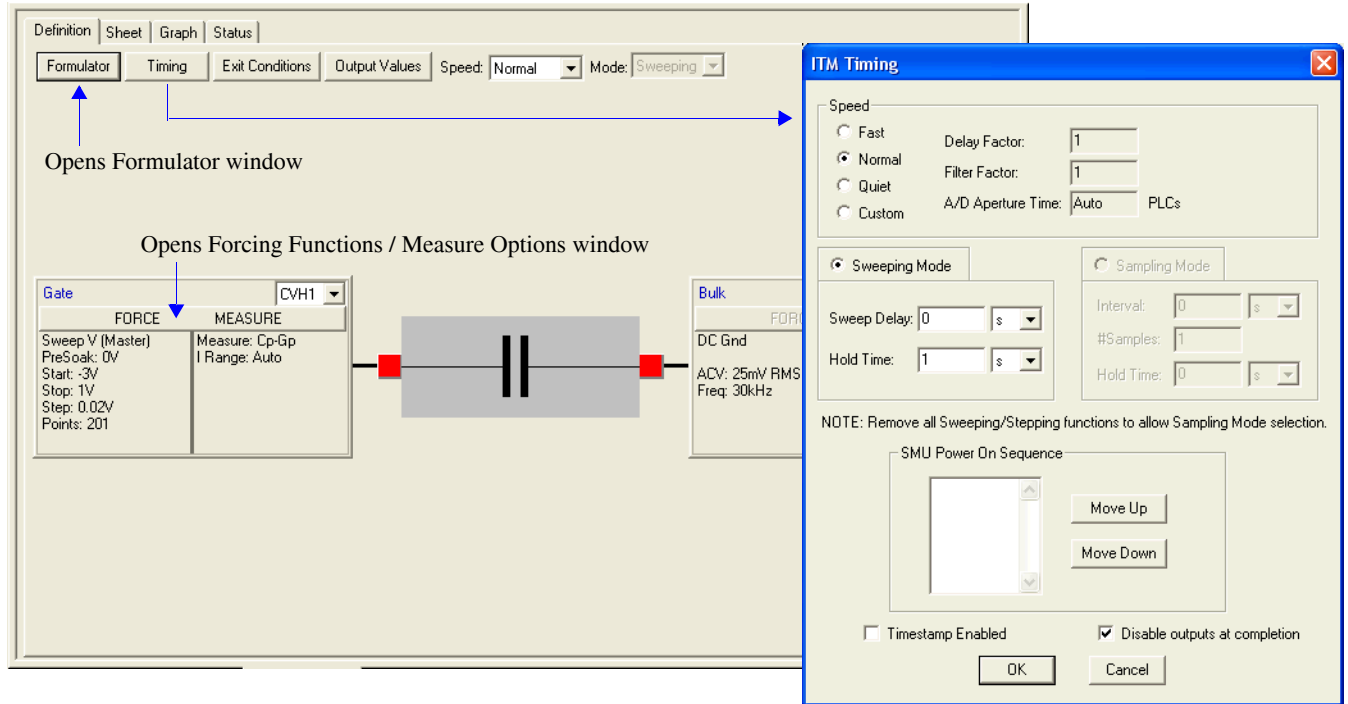 Definition Sheet Graph Status
Formulator Timing Exit Conditions Output Values Speed: Normal Mode: Sweeping
Opens Formulator window
Opens Forcing Functions / Measure Options window
Gate CVH1
FORCE MEASURE
Sweep V (Master)
PreSoak: 0V
Start: -3V
Stop: 1V
Step: 0.02V
Points: 201
Measure: Cp-Gp
I Range: Auto
Bulk
DC Gnd
ACV: 25mV RMS
Freq: 30kHz
ITM Timing
Speed
Fast
Normal
Quiet
Custom
Delay Factor: 1
Filter Factor: 1
A/D Aperture Time: Auto PLCs
Sweeping Mode
Sweep Delay: 0 s
Hold Time: 1 s
Sampling Mode
Interval: 0 s
#Samples: 1
Hold Time: 0 s
NOTE: Remove all Sweeping/Stepping functions to allow Sampling Mode selection.
SMU Power On Sequence
Move Up
Move Down
Timestamp Enabled
Disable outputs at completion
OK Cancel